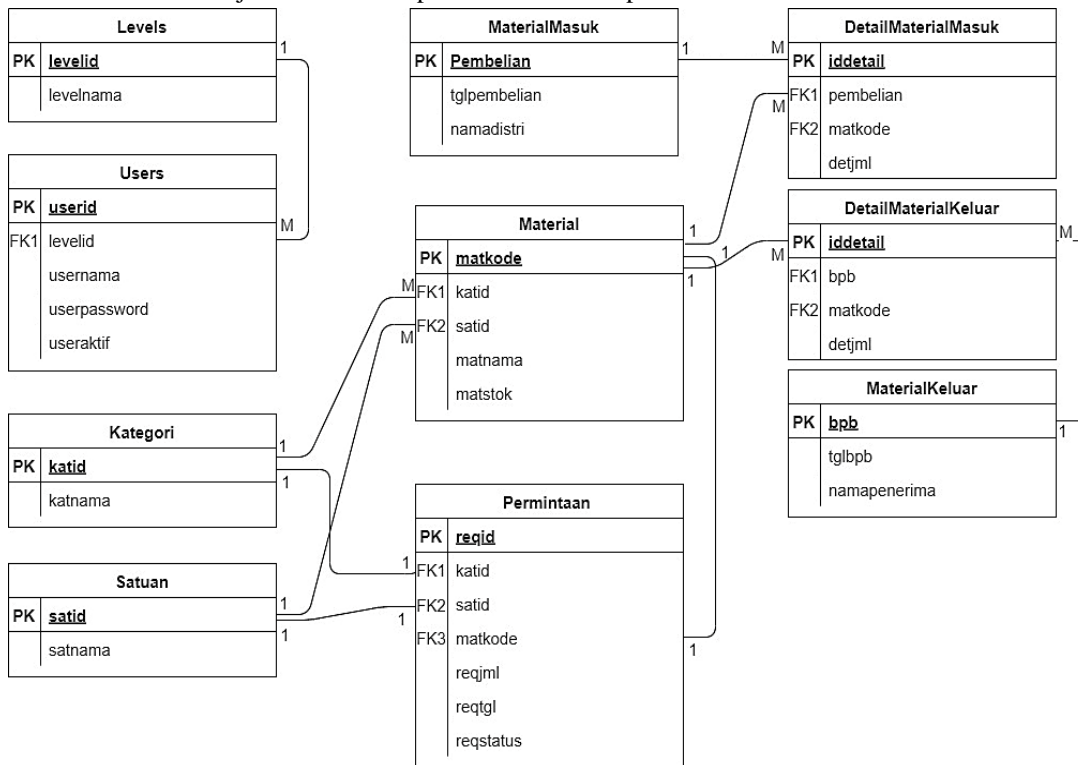 Levels
PK levelid
levelnama
1
Users
PK userid
FK1 levelid
usernama
userpassword
useraktif
M
Kategori
PK katid
katnama
1
1
Satuan
PK satid
satnama
1
1
MaterialMasuk
PK Pembelian
tglpembelian
namadistri
1
Material
PK matkode
FK1 katid
FK2 satid
matnama
matstok
M
M
1
1
1
Permintaan
PK reqid
FK1 katid
FK2 satid
FK3 matkode
reqjml
reqtgl
reqstatus
1
1
1
DetailMaterialMasuk
PK iddetail
FK1 pembelian
FK2 matkode
detjml
M
M
DetailMaterialKeluar
PK iddetail
FK1 bpb
FK2 matkode
detjml
M
M
MaterialKeluar
PK bpb
tglbpb
namapenerima
1